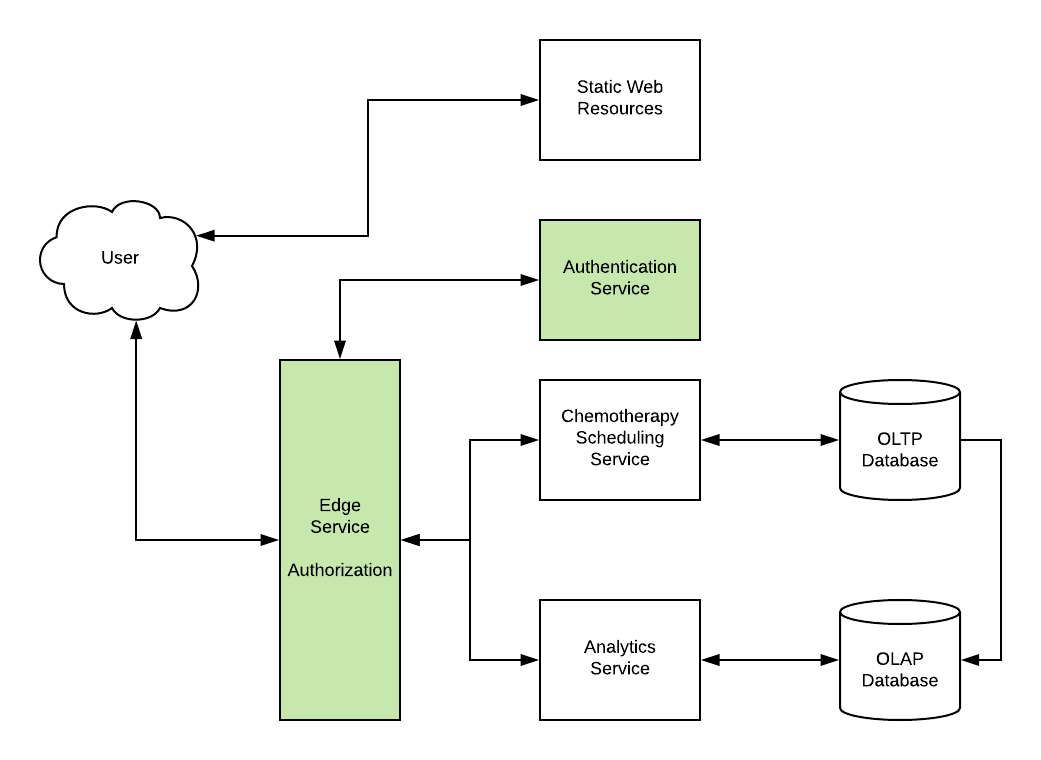 Static Web
Resources
User
Authentication
Service
Chemotherapy
Scheduling
Service
OLTP
Database
Edge
Service
Authorization
Analytics
Service
OLAP
Database